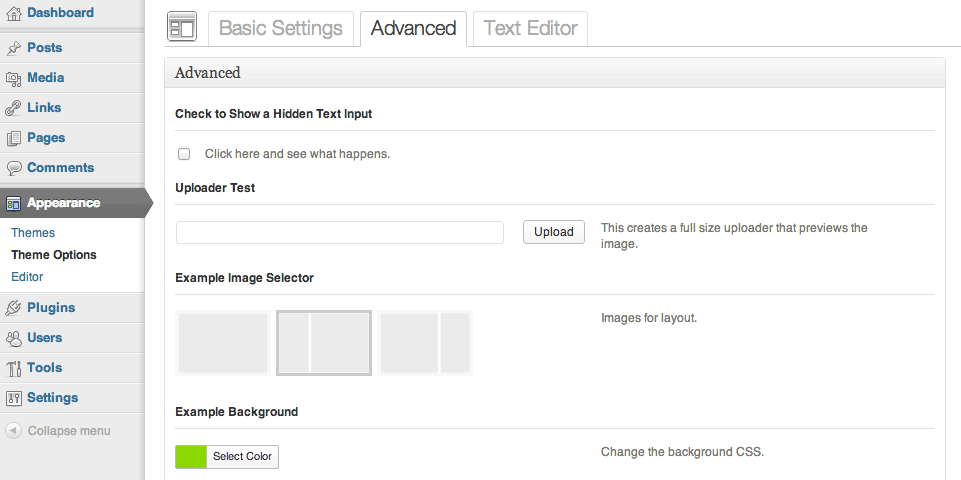 Dashboard
Posts
Media
Links
Pages
Comments
Appearance
Themes
Theme Options
Editor
Plugins
Users
Tools
Settings
Collapse menu
Basic Settings
Advanced
Text Editor
Advanced
Check to Show a Hidden Text Input
Click here and see what happens.
Uploader Test
Upload
This creates a full size uploader that previews the
image.
Example Image Selector
Images for layout.
Example Background
Select Color
Change the background CSS.